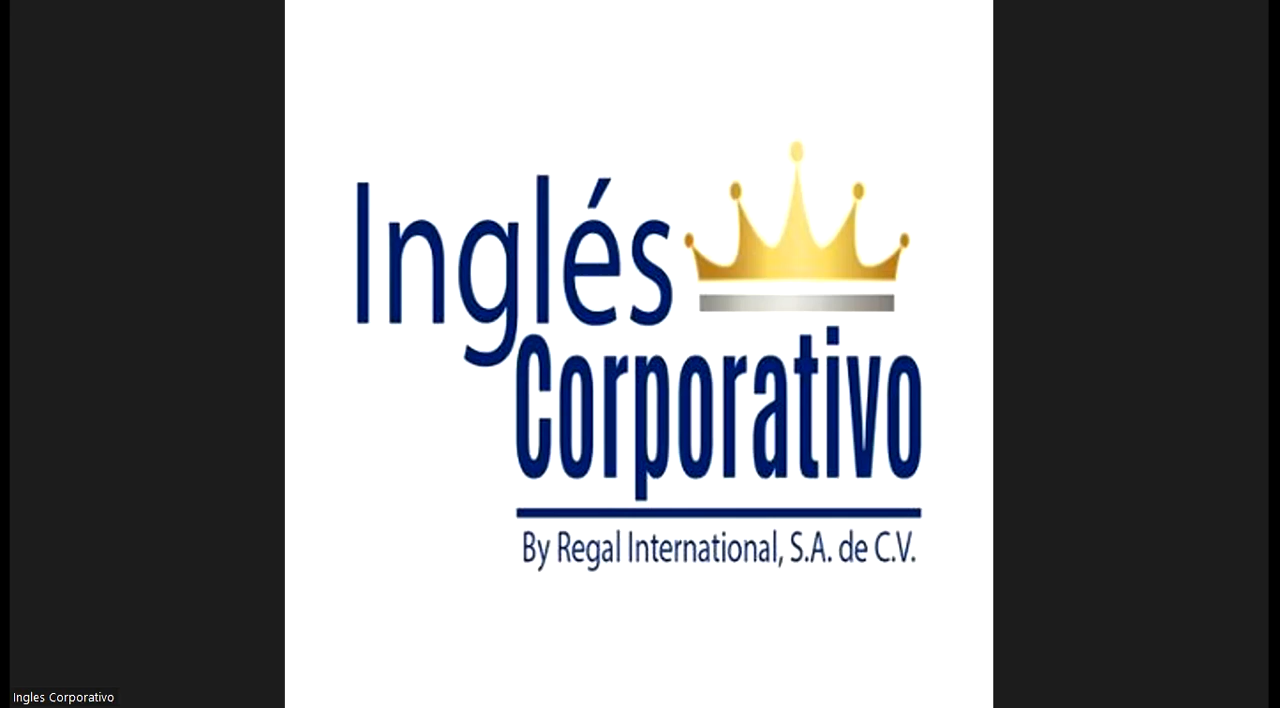 Inglés
Corporativo
By Regal International, S.A. de C.V.
Ingles Corporativo